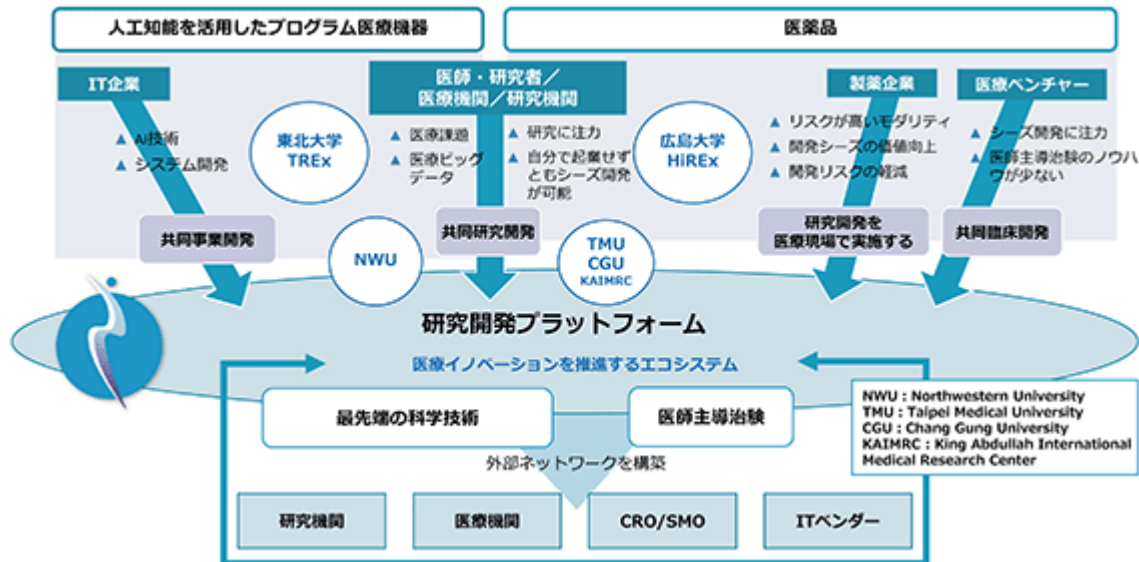 人工知能を活用したプログラム医療機器
医薬品
IT企業
▲ AI技術
▲ システム開発
東北大学
TREx
医師・研究者／
医療機関／研究機関
▲ 医療課題
▲ 医療ビッグ
データ
▲ 研究に注力
▲ 自分で起業せず
ともシーズ開発
が可能
広島大学
HiREx
製薬企業
▲ リスクが高いモダリティ
▲ 開発シーズの価値向上
▲ 開発リスクの軽減
医療ベンチャー
▲ シーズ開発に注力
▲ 医師主導治験のノウハ
ウが少ない
共同事業開発
NWU
共同研究開発
TMU
CGU
KAIMRC
研究開発を
医療現場で実施する
共同臨床開発
研究開発プラットフォーム
医療イノベーションを推進するエコシステム
最先端の科学技術
医師主導治験
NWU : Northwestern University
TMU : Taipei Medical University
CGU : Chang Gung University
KAIMRC : King Abdullah International
Medical Research Center
外部ネットワークを構築
研究機関
医療機関
CRO/SMO
ITベンダー